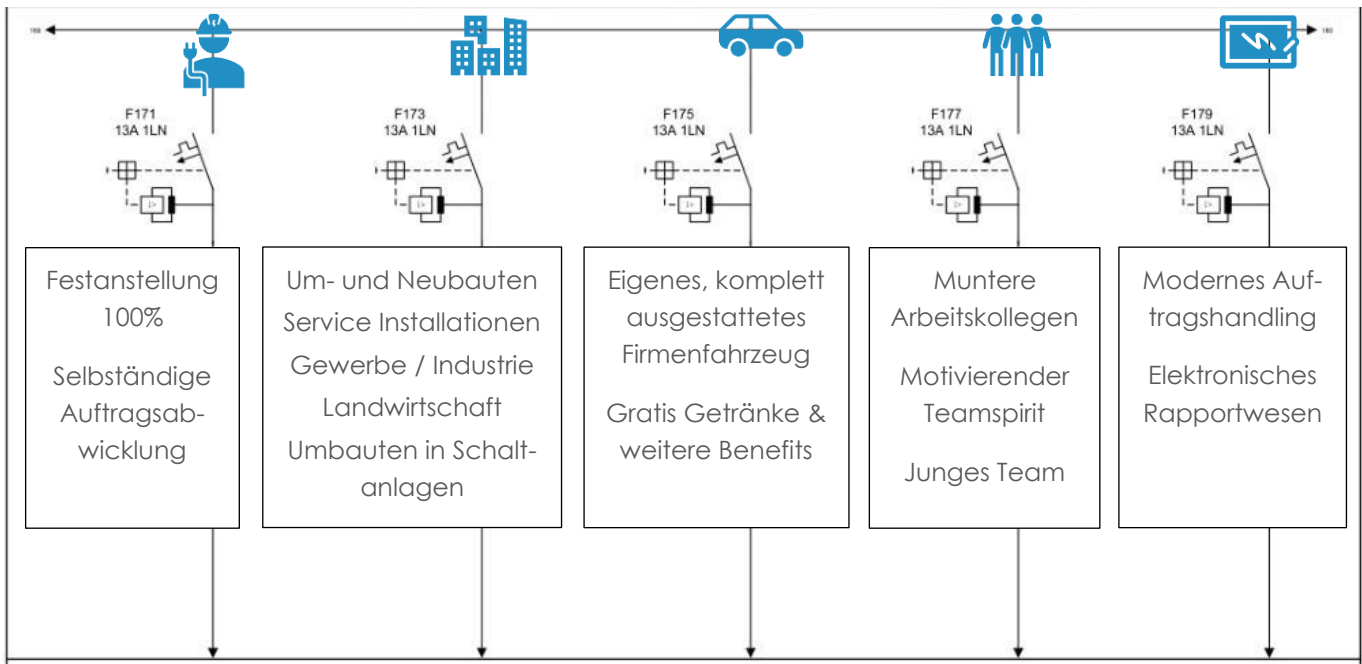 169
169
F171
13A 1LN
F173
13A 1LN
F175
13A 1LN
F177
13A 1LN
F179
13A 1LN
Festanstellung
100%
Selbständige
Auftragsab-
wicklung
Um- und Neubauten
Service Installationen
Gewerbe / Industrie
Landwirtschaft
Umbauten in Schalt-
anlagen
Eigenes, komplett
ausgestattetes
Firmenfahrzeug
Gratis Getränke &
weitere Benefits
Muntere
Arbeitskollegen
Motivierender
Teamspirit
Junges Team
Modernes Auf-
tragshandling
Elektronisches
Rapportwesen